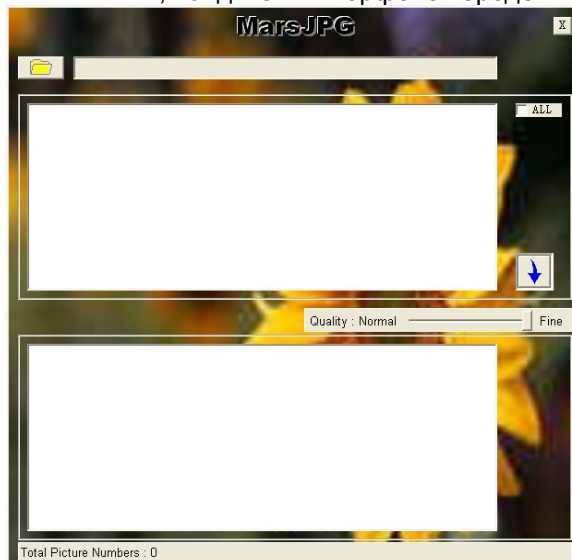 MarsJPG
X
ALL
Quality : Normal Fine
Total Picture Numbers : 0